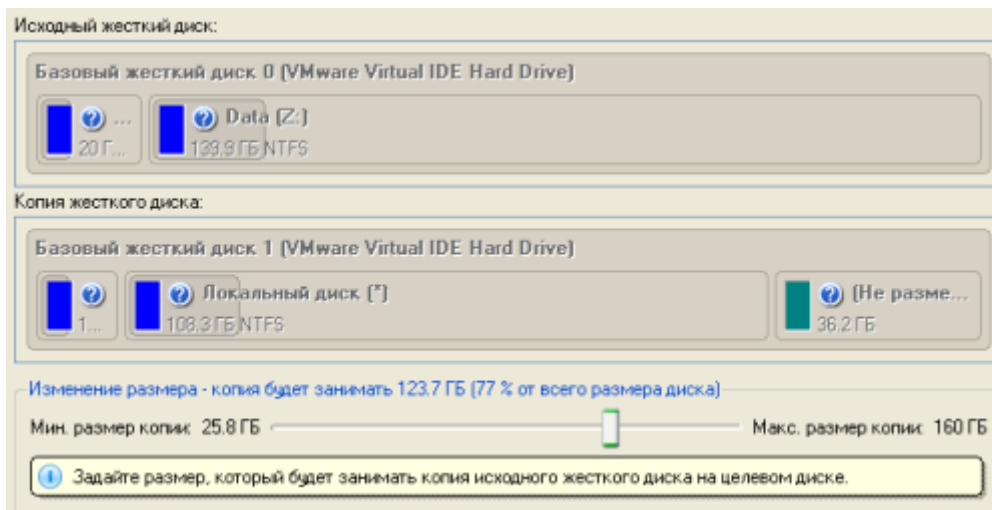 Исходный жесткий диск:
Базовый жесткий диск 0 (VMware Virtual IDE Hard Drive)
...
20 Г...
Data (Z:)
139.9 ГБ NTFS
Копия жесткого диска:
Базовый жесткий диск 1 (VMware Virtual IDE Hard Drive)
1...
Локальный диск (*)
108.3 ГБ NTFS
(Не разме...
36.2 ГБ
Изменение размера - копия будет занимать 123.7 ГБ (77 % от всего размера диска)
Мин. размер копии: 25.8 ГБ
Макс. размер копии: 160 ГБ
Задайте размер, который будет занимать копия исходного жесткого диска на целевом диске.